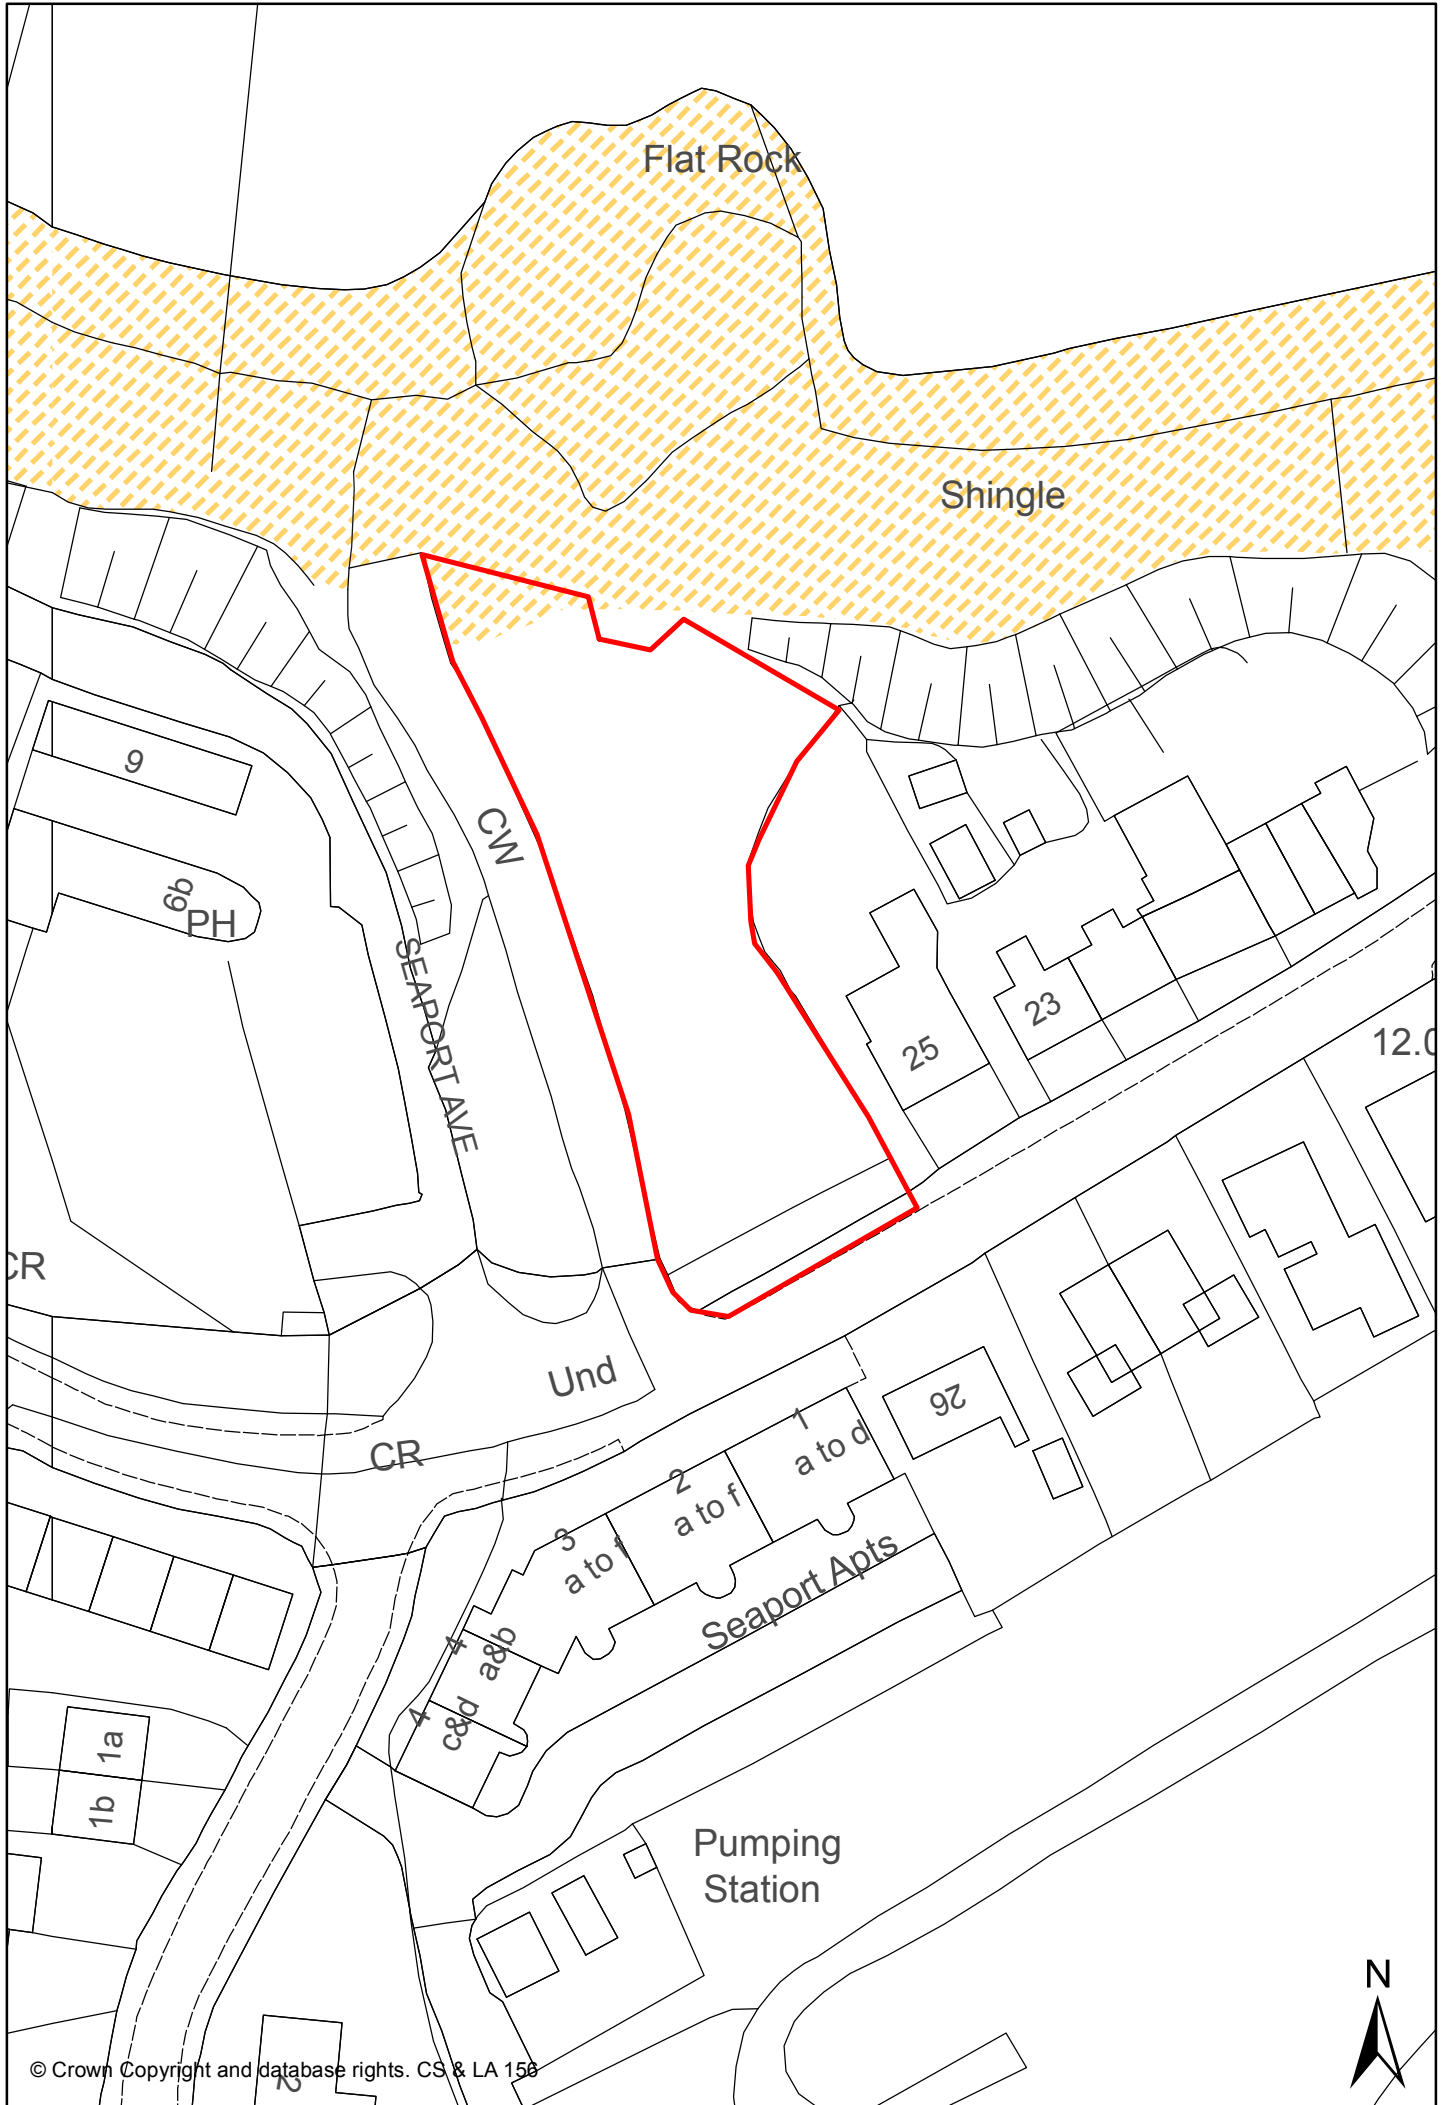 Flat Rock
Shingle
9
CW
6b
PH
SEAPORT AVE
23
25
12.0
CR
Und
CR
26
1
a to d
2
a to f
3
a to f
Seaport Apts
4
a&b
4
c&d
1a
1b
Pumping
Station
N
2
© Crown Copyright and database rights. CS & LA 156